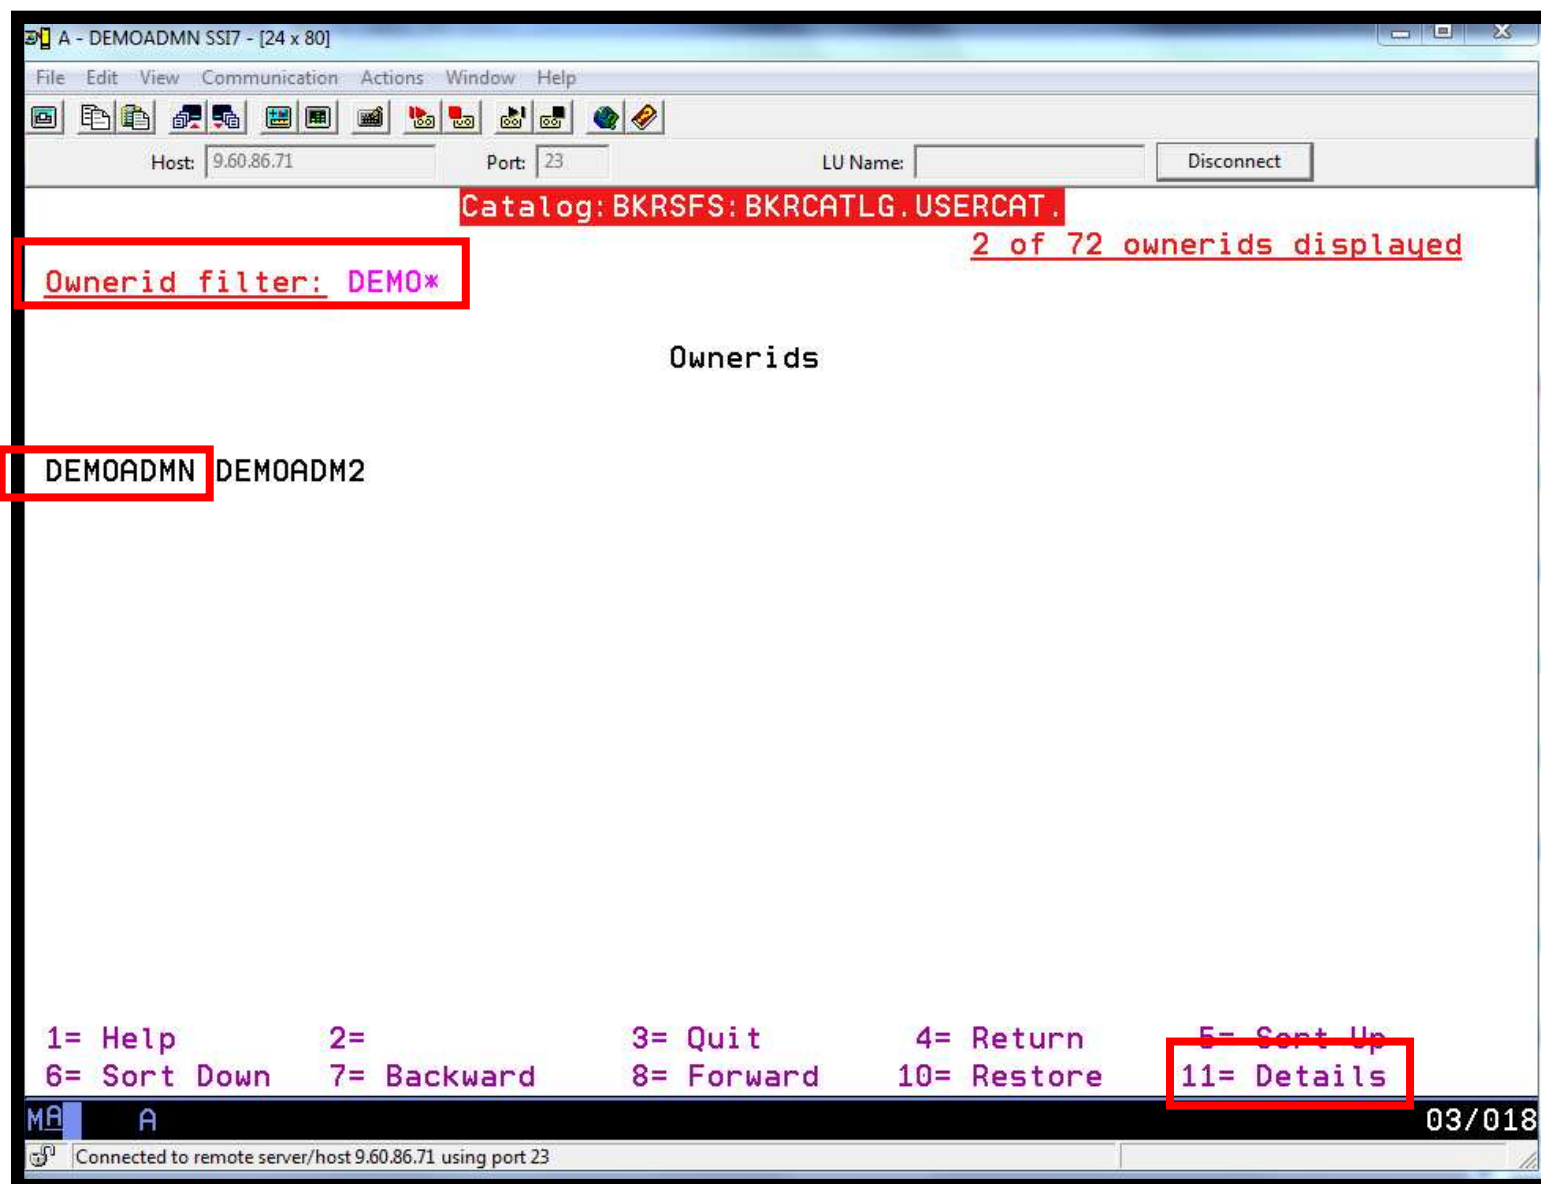 A - DEMOADMN SSI7 - [24 x 80]
File Edit View Communication Actions Window Help
Host: 9.60.86.71 Port: 23 LU Name: Disconnect
Catalog:BKRSFS:BKRCATLG.USERCAT.
2 of 72 ownerids displayed
Ownerid filter: DEMO*
Ownerids
DEMOADMN DEMOADM2
1= Help 2= 3= Quit 4= Return 5= Sort Up
6= Sort Down 7= Backward 8= Forward 10= Restore 11= Details
MA A 03/018
Connected to remote server/host 9.60.86.71 using port 23